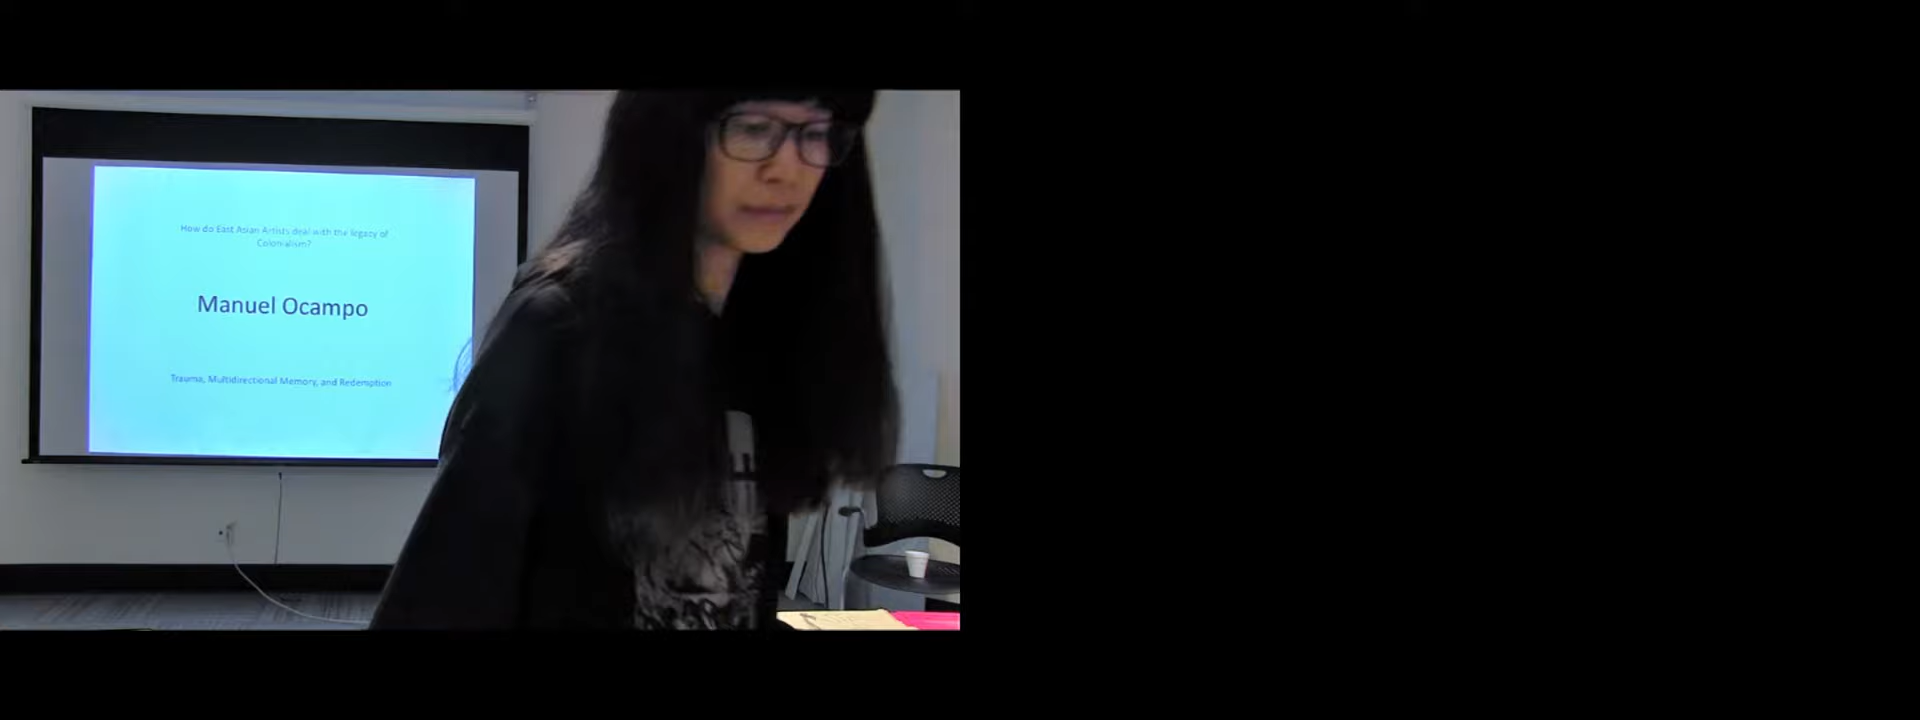 How do East Asian Artists deal with the legacy of
Colonialism?
Manuel Ocampo
Trauma, Multidirectional Memory, and Redemption